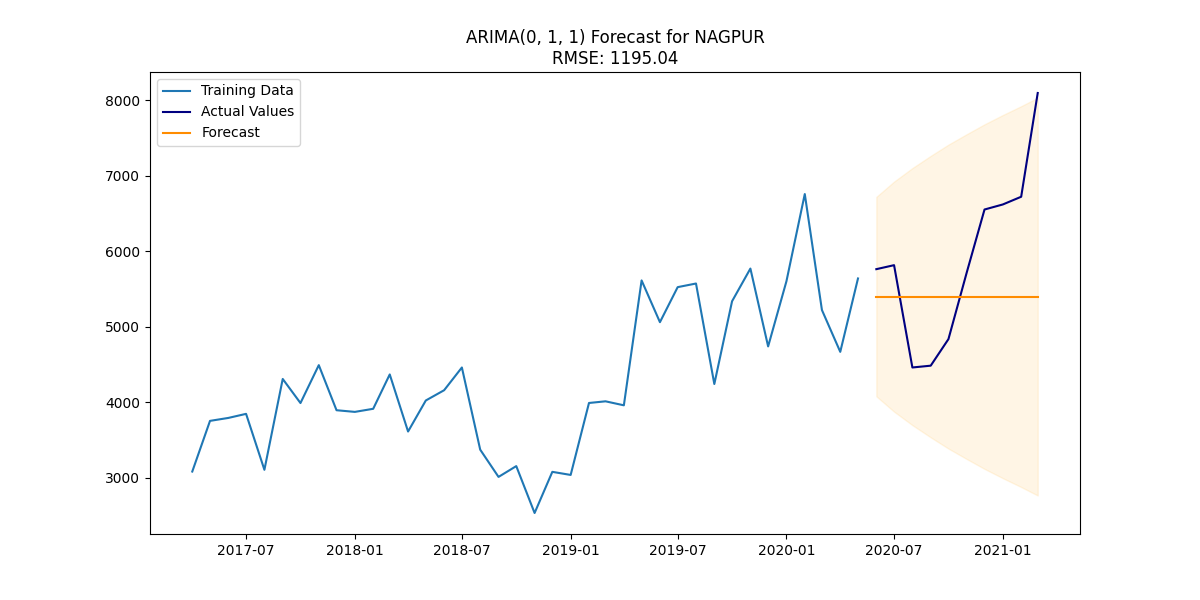 ARIMA(0, 1, 1) Forecast for NAGPUR
RMSE: 1195.04
Training Data
Actual Values
Forecast
8000
7000
6000
5000
4000
3000
2017-07
2018-01
2018-07
2019-01
2019-07
2020-01
2020-07
2021-01